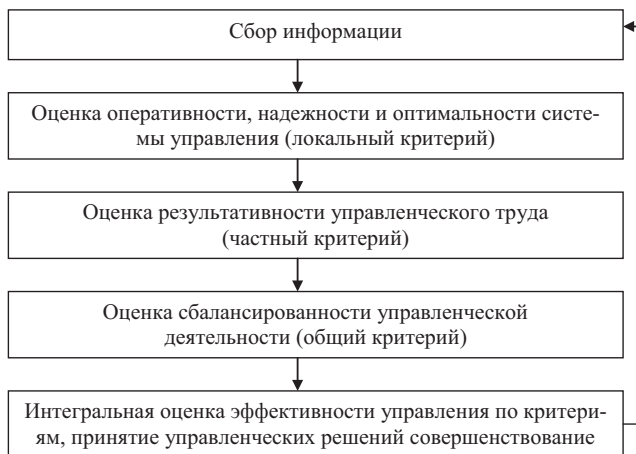 Сбор информации
Оценка оперативности, надежности и оптимальности систе-
мы управления (локальный критерий)
Оценка результативности управленческого труда
(частный критерий)
Оценка сбалансированности управленческой
деятельности (общий критерий)
Интегральная оценка эффективности управления по критери-
ям, принятие управленческих решений совершенствование